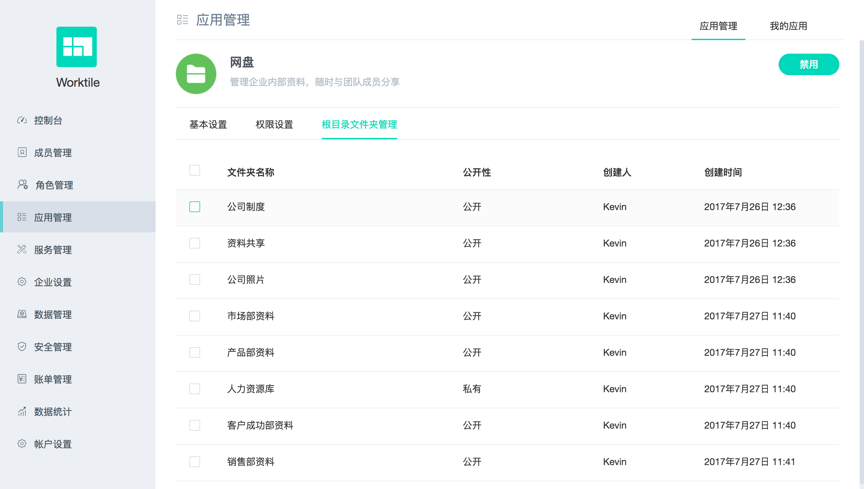 Worktile
控制台
成员管理
角色管理
应用管理
服务管理
企业设置
数据管理
安全管理
账单管理
数据统计
帐户设置
应用管理
应用管理 我的应用
网盘
管理企业内部资料，随时与团队成员分享
禁用
基本设置 权限设置 根目录文件夹管理
文件夹名称 公开性 创建人 创建时间
公司制度 公开 Kevin 2017年7月26日 12:36
资料共享 公开 Kevin 2017年7月26日 12:36
公司照片 公开 Kevin 2017年7月26日 12:36
市场部资料 公开 Kevin 2017年7月27日 11:40
产品部资料 公开 Kevin 2017年7月27日 11:40
人力资源库 私有 Kevin 2017年7月27日 11:40
客户成功部资料 公开 Kevin 2017年7月27日 11:40
销售部资料 公开 Kevin 2017年7月27日 11:41